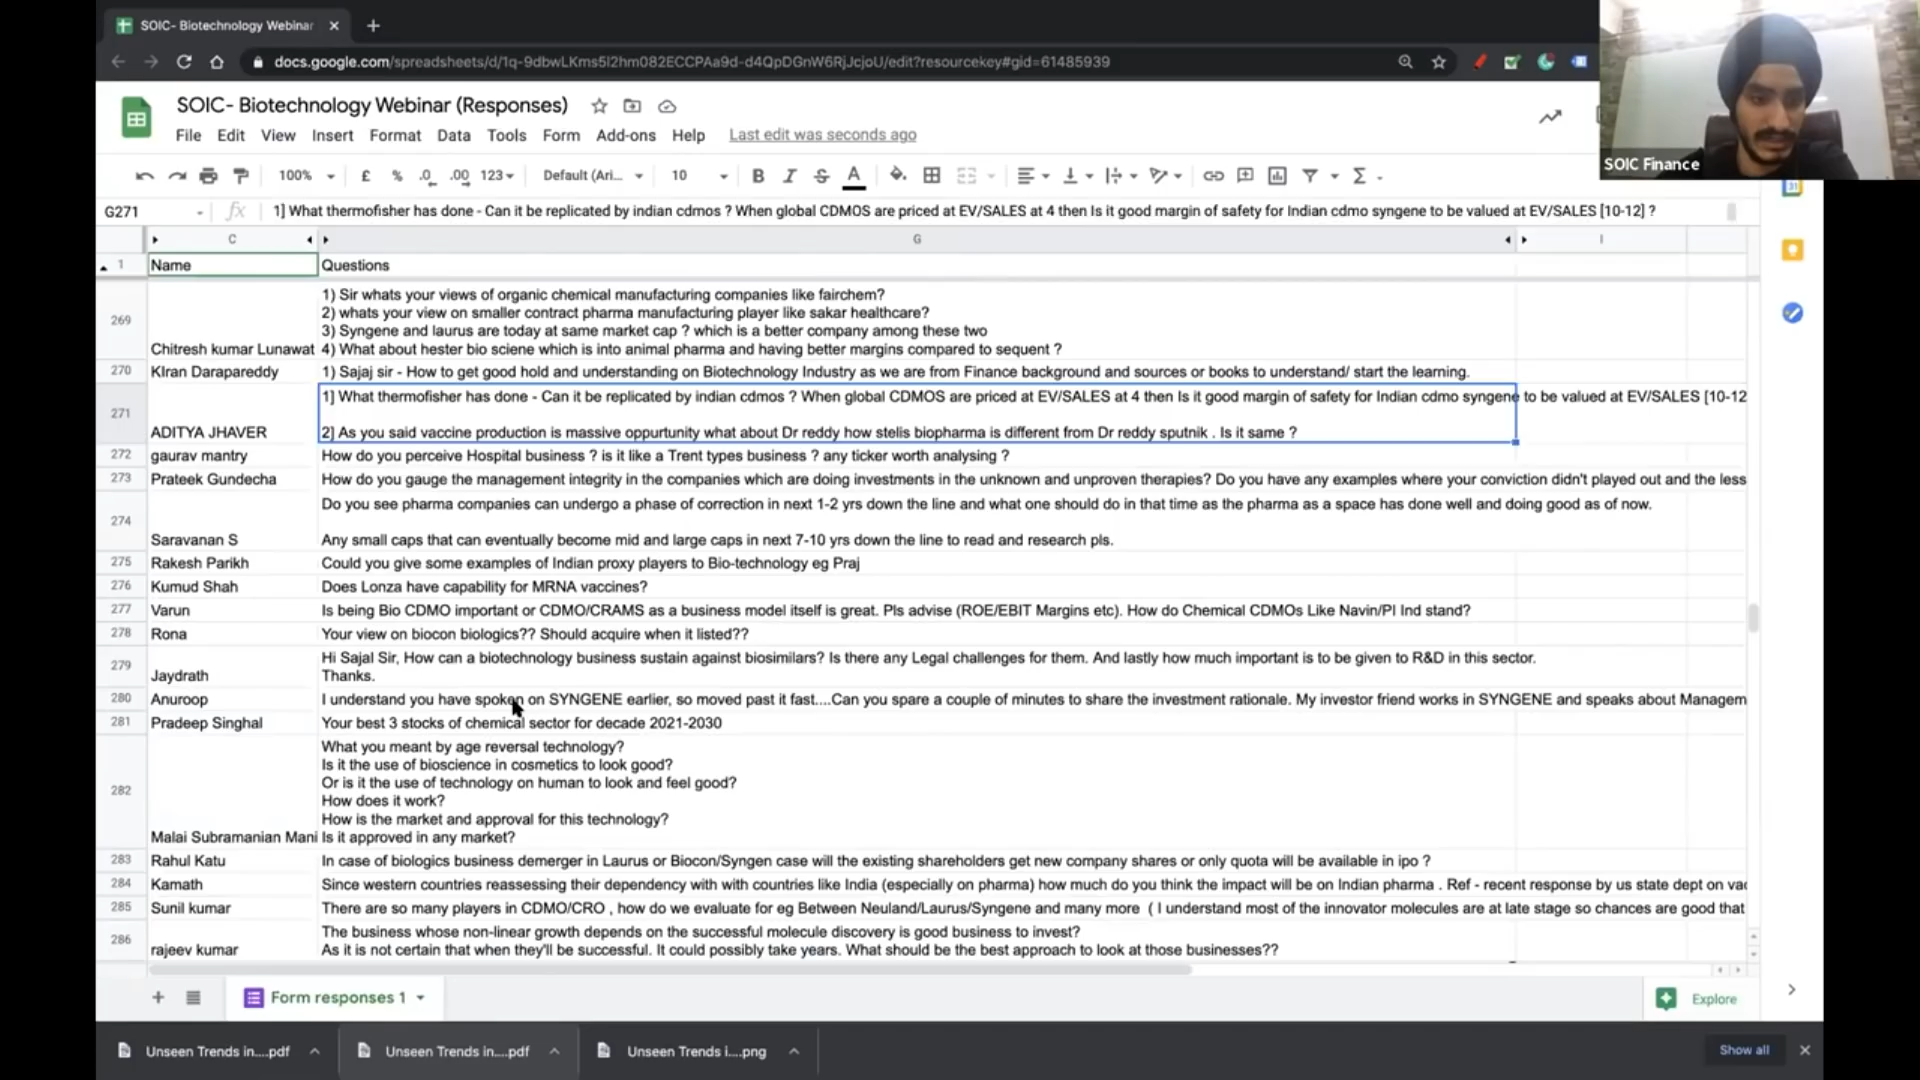 SOIC- Biotechnology Webinar
docs.google.com/spreadsheets/d/1q-9dbwLKms5I2hm082ECCPAa9d-d4QpDGnW6RjJcjoU/edit?resourcekey#gid=61485939
SOIC- Biotechnology Webinar (Responses)
File Edit View Insert Format Data Tools Form Add-ons Help Last edit was seconds ago
SOIC Finance
100% £ % .0 .00 123 Default (Ari... 10 B I S A
31
G271 fx 1] What thermofisher has done - Can it be replicated by indian cdmos ? When global CDMOS are priced at EV/SALES at 4 then Is it good margin of safety for Indian cdmo syngene to be valued at EV/SALES [10-12] ?
C G I
1 Name Questions
1) Sir whats your views of organic chemical manufacturing companies like fairchem?
269 2) whats your view on smaller contract pharma manufacturing player like sakar healthcare?
3) Syngene and laurus are today at same market cap ? which is a better company among these two
Chitresh kumar Lunawat 4) What about hester bio sciene which is into animal pharma and having better margins compared to sequent ?
270 KIran Darapareddy 1) Sajaj sir - How to get good hold and understanding on Biotechnology Industry as we are from Finance background and sources or books to understand/ start the learning.
1] What thermofisher has done - Can it be replicated by indian cdmos ? When global CDMOS are priced at EV/SALES at 4 then Is it good margin of safety for Indian cdmo syngene to be valued at EV/SALES [10-12
271
ADITYA JHAVER 2] As you said vaccine production is massive oppurtunity what about Dr reddy how stelis biopharma is different from Dr reddy sputnik . Is it same ?
272 gaurav mantry How do you perceive Hospital business ? is it like a Trent types business ? any ticker worth analysing ?
273 Prateek Gundecha How do you gauge the management integrity in the companies which are doing investments in the unknown and unproven therapies? Do you have any examples where your conviction didn't played out and the less
Do you see pharma companies can undergo a phase of correction in next 1-2 yrs down the line and what one should do in that time as the pharma as a space has done well and doing good as of now.
274
Saravanan S Any small caps that can eventually become mid and large caps in next 7-10 yrs down the line to read and research pls.
275 Rakesh Parikh Could you give some examples of Indian proxy players to Bio-technology eg Praj
276 Kumud Shah Does Lonza have capability for MRNA vaccines?
277 Varun Is being Bio CDMO important or CDMO/CRAMS as a business model itself is great. Pls advise (ROE/EBIT Margins etc). How do Chemical CDMOs Like Navin/PI Ind stand?
278 Rona Your view on biocon biologics?? Should acquire when it listed??
279 Hi Sajal Sir, How can a biotechnology business sustain against biosimilars? Is there any Legal challenges for them. And lastly how much important is to be given to R&D in this sector.
Jaydrath Thanks.
280 Anuroop I understand you have spoken on SYNGENE earlier, so moved past it fast....Can you spare a couple of minutes to share the investment rationale. My investor friend works in SYNGENE and speaks about Managem
281 Pradeep Singhal Your best 3 stocks of chemical sector for decade 2021-2030
What you meant by age reversal technology?
Is it the use of bioscience in cosmetics to look good?
282 Or is it the use of technology on human to look and feel good?
How does it work?
How is the market and approval for this technology?
Malai Subramanian Mani Is it approved in any market?
283 Rahul Katu In case of biologics business demerger in Laurus or Biocon/Syngen case will the existing shareholders get new company shares or only quota will be available in ipo ?
284 Kamath Since western countries reassessing their dependency with with countries like India (especially on pharma) how much do you think the impact will be on Indian pharma . Ref - recent response by us state dept on vac
285 Sunil kumar There are so many players in CDMO/CRO , how do we evaluate for eg Between Neuland/Laurus/Syngene and many more ( I understand most of the innovator molecules are at late stage so chances are good that
286 The business whose non-linear growth depends on the successful molecule discovery is good business to invest?
rajeev kumar As it is not certain that when they'll be successful. It could possibly take years. What should be the best approach to look at those businesses??
Form responses 1 Explore
Unseen Trends in....pdf Unseen Trends in....pdf Unseen Trends i....png Show all